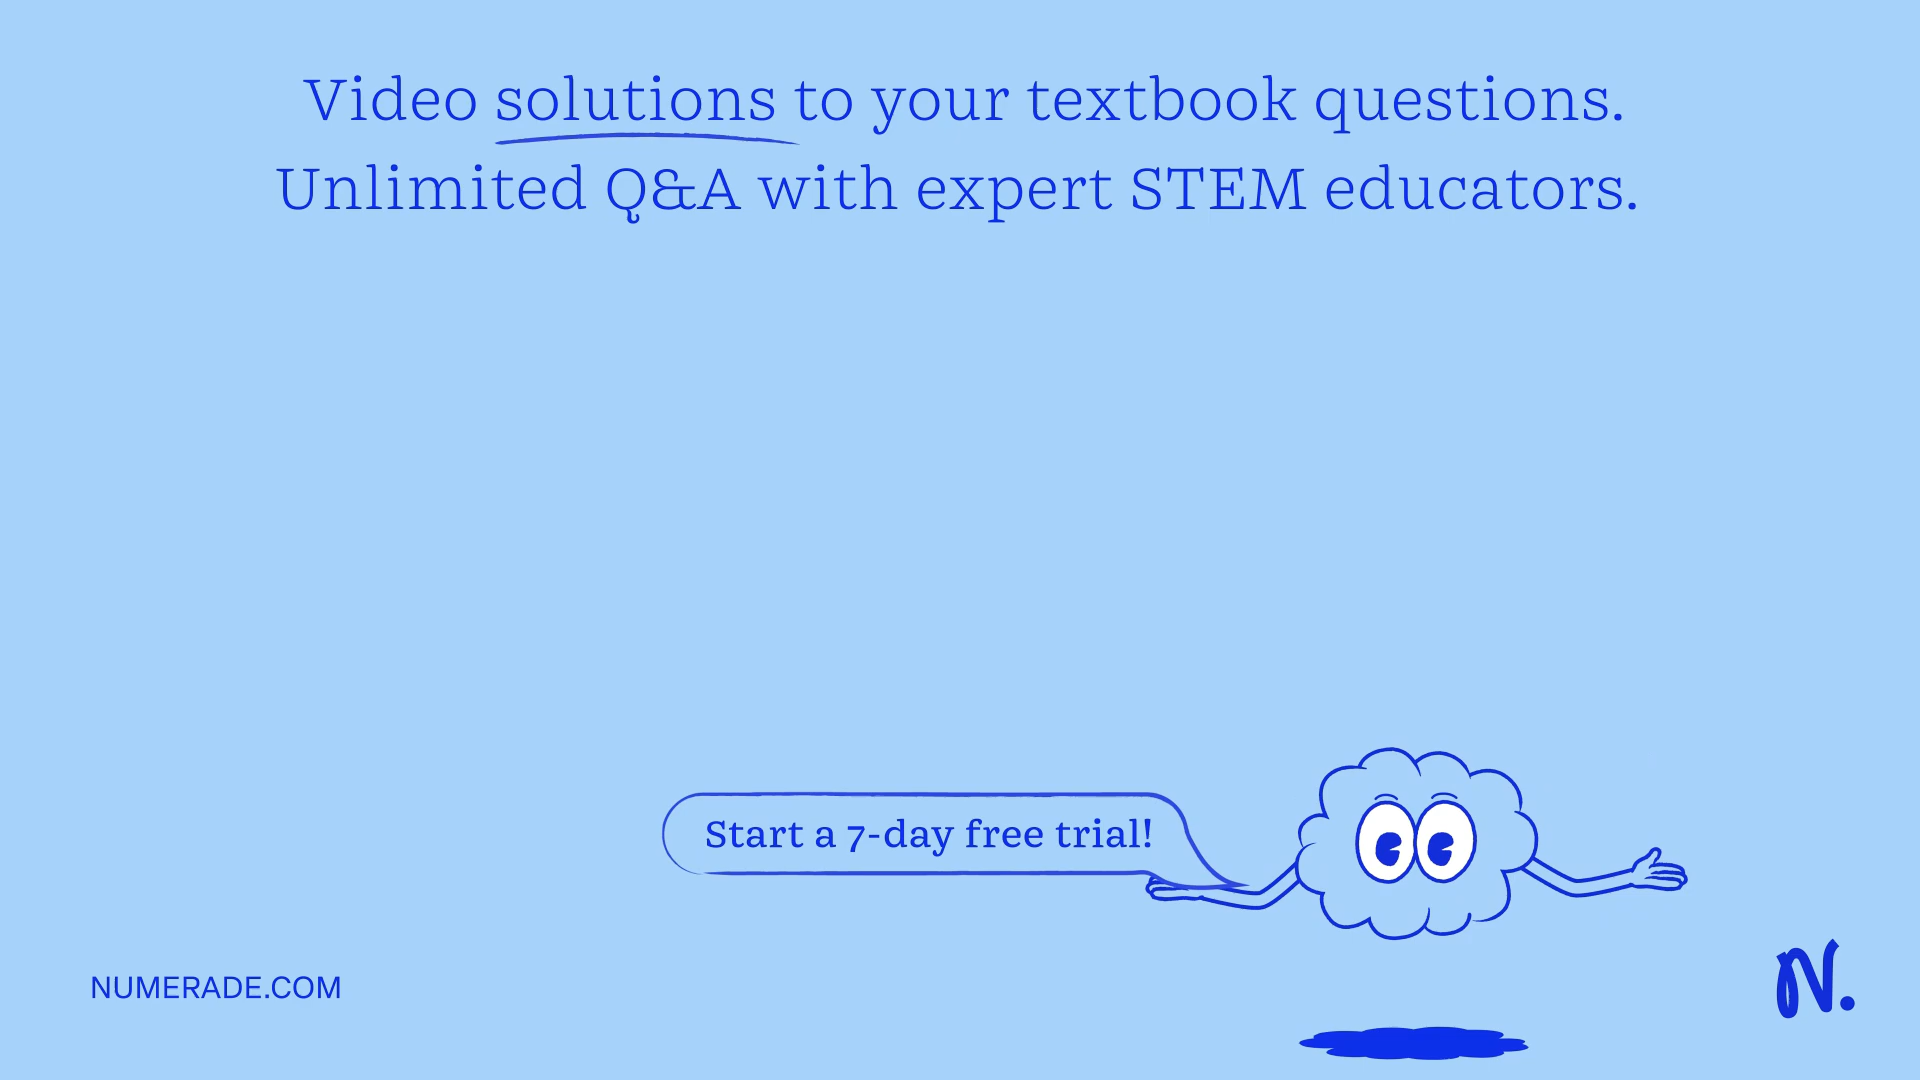 Video solutions to your textbook questions.
Unlimited Q&A with expert STEM educators.
Start a 7-day free trial!
NUMERADE.COM
N.